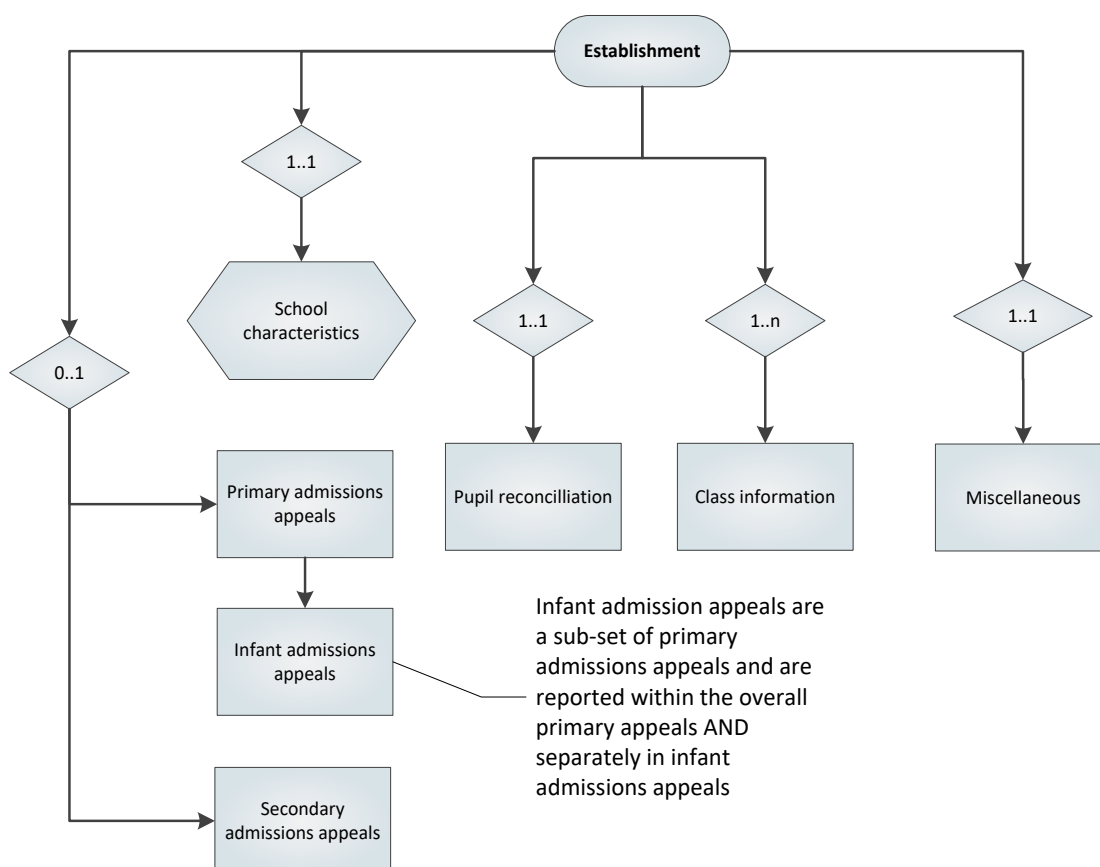 Establishment
1..1
School
characteristics
1..1
1..n
1..1
0..1
Primary admissions
appeals
Pupil reconcilliation
Class information
Miscellaneous
Infant admissions
appeals
Infant admission appeals are
a sub-set of primary
admissions appeals and are
reported within the overall
primary appeals AND
separately in infant
admissions appeals
Secondary
admissions appeals